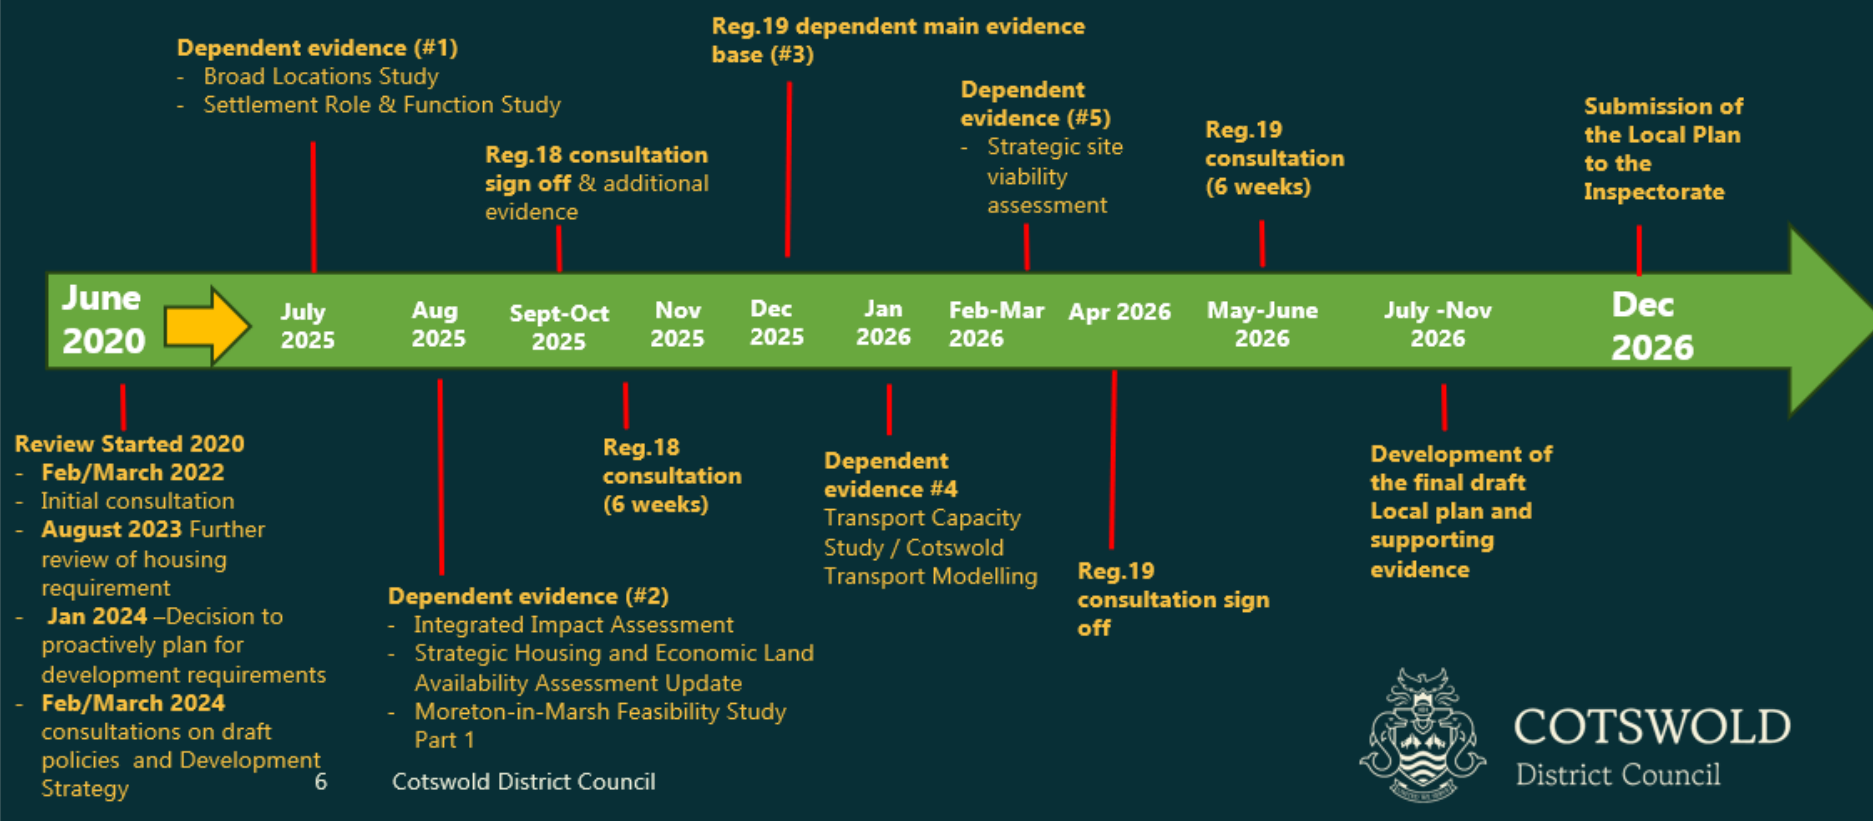 Dependent evidence (#1)
- Broad Locations Study
- Settlement Role & Function Study
Reg.18 consultation
sign off & additional
evidence
Reg.19 dependent main evidence
base (#3)
Dependent
evidence (#5)
- Strategic site
viability
assessment
Reg.19
consultation
(6 weeks)
Submission of
the Local Plan
to the
Inspectorate
June
2020
July
2025
Aug
2025
Sept-Oct
2025
Nov
2025
Dec
2025
Jan
2026
Feb-Mar
2026
Apr 2026
May-June
2026
July -Nov
2026
Dec
2026
Review Started 2020
- Feb/March 2022
- Initial consultation
- August 2023 Further
review of housing
requirement
- Jan 2024 –Decision to
proactively plan for
development requirements
- Feb/March 2024
consultations on draft
policies and Development
Strategy
Dependent evidence (#2)
- Integrated Impact Assessment
- Strategic Housing and Economic Land
Availability Assessment Update
- Moreton-in-Marsh Feasibility Study
Part 1
Reg.18
consultation
(6 weeks)
Dependent
evidence #4
Transport Capacity
Study / Cotswold
Transport Modelling
Reg.19
consultation sign
off
Development of
the final draft
Local plan and
supporting
evidence
6
Cotswold District Council
COTSWOLD
District Council